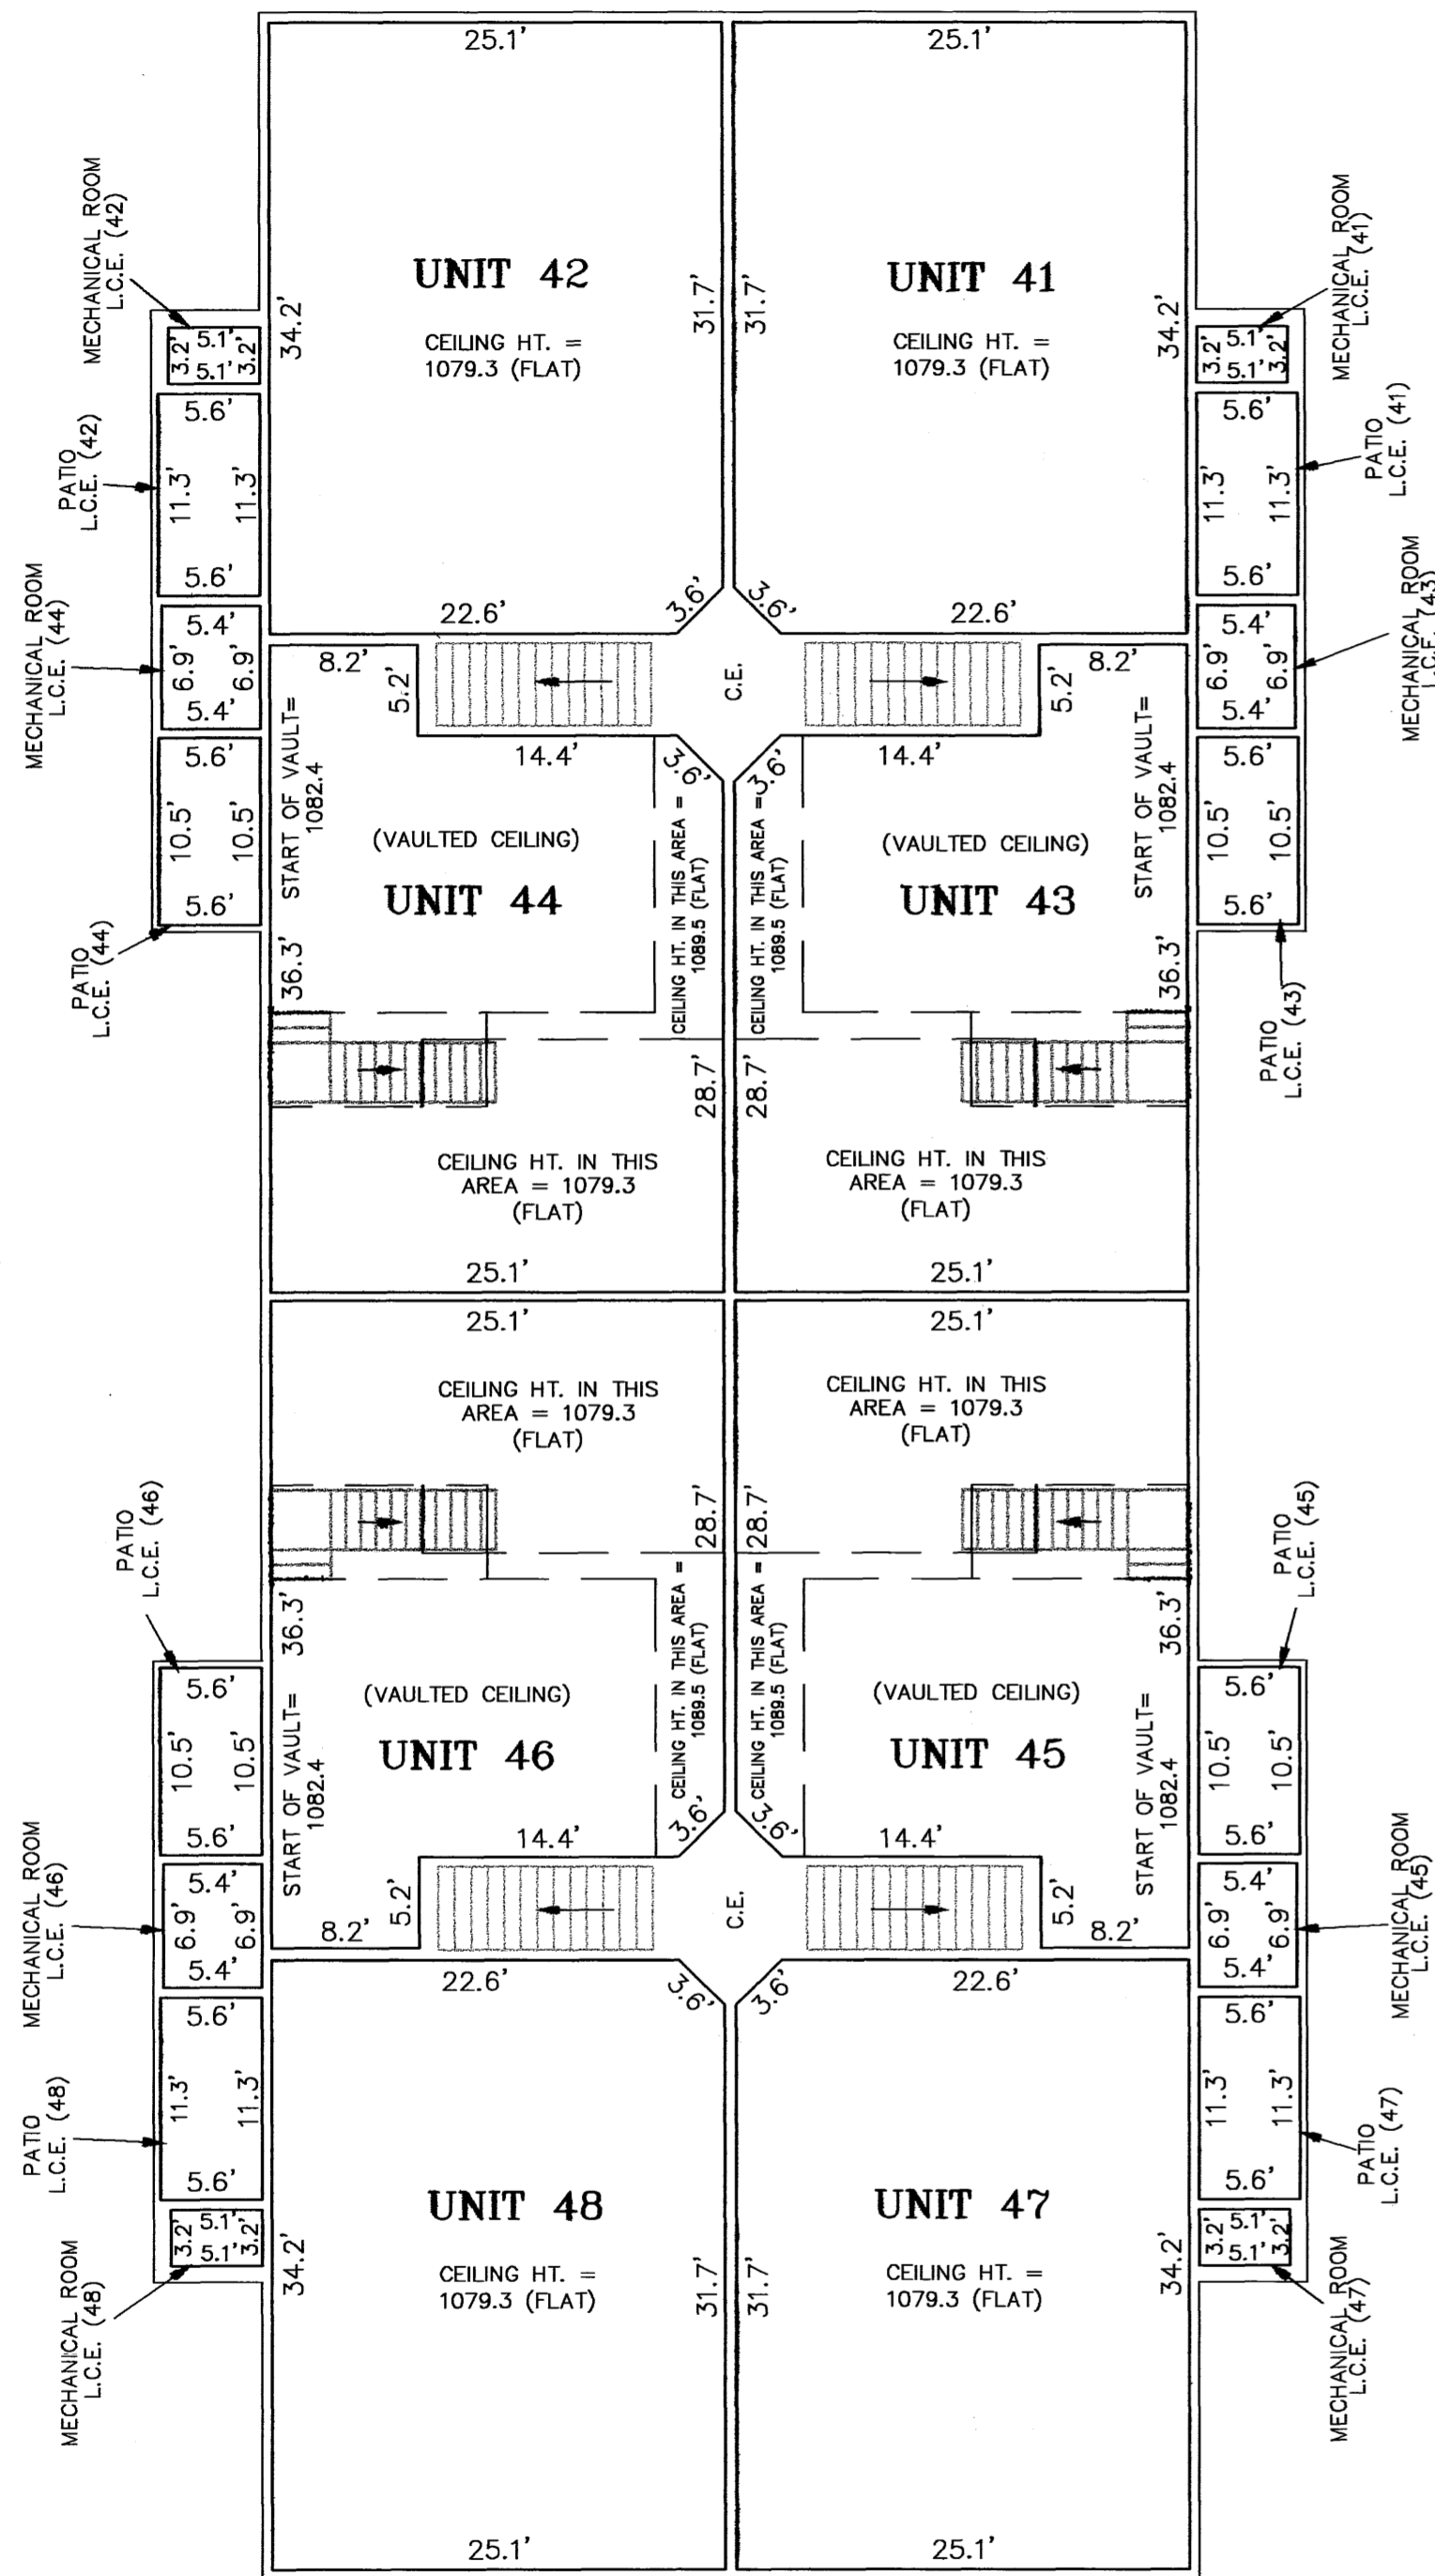 25.1'
25.1'
MECHANICAL ROOM
L.C.E. (42)
MECHANICAL ROOM
L.C.E. (41)
UNIT 42
UNIT 41
34.2'
31.7'
31.7'
34.2'
CEILING HT. =
1079.3 (FLAT)
CEILING HT. =
1079.3 (FLAT)
5.1'
3.2'
3.2'
5.1'
5.1'
3.2'
3.2'
5.1'
PATIO
L.C.E. (42)
5.6'
11.3'
11.3'
5.6'
5.6'
11.3'
11.3'
5.6'
PATIO
L.C.E. (41)
22.6'
3.6'
3.6'
22.6'
MECHANICAL ROOM
L.C.E. (44)
5.4'
6.9'
6.9'
5.4'
8.2'
5.2'
C.E.
5.2'
8.2'
5.4'
6.9'
6.9'
5.4'
MECHANICAL ROOM
L.C.E. (43)
14.4'
3.6'
3.6'
14.4'
5.6'
10.5'
10.5'
5.6'
PATIO
L.C.E. (44)
START OF VAULT=
1082.4
(VAULTED CEILING)
UNIT 44
CEILING HT. IN THIS AREA =
1089.5 (FLAT)
CEILING HT. IN THIS AREA =
1089.5 (FLAT)
(VAULTED CEILING)
UNIT 43
START OF VAULT=
1082.4
5.6'
10.5'
10.5'
5.6'
PATIO
L.C.E. (43)
36.3'
28.7'
28.7'
36.3'
CEILING HT. IN THIS
AREA = 1079.3
(FLAT)
CEILING HT. IN THIS
AREA = 1079.3
(FLAT)
25.1'
25.1'
25.1'
25.1'
CEILING HT. IN THIS
AREA = 1079.3
(FLAT)
CEILING HT. IN THIS
AREA = 1079.3
(FLAT)
PATIO
L.C.E. (46)
36.3'
28.7'
28.7'
36.3'
PATIO
L.C.E. (45)
5.6'
10.5'
10.5'
5.6'
START OF VAULT=
1082.4
(VAULTED CEILING)
UNIT 46
CEILING HT. IN THIS AREA =
1089.5 (FLAT)
CEILING HT. IN THIS AREA =
1089.5 (FLAT)
(VAULTED CEILING)
UNIT 45
START OF VAULT=
1082.4
5.6'
10.5'
10.5'
5.6'
14.4'
3.6'
3.6'
14.4'
MECHANICAL ROOM
L.C.E. (46)
5.4'
6.9'
6.9'
5.4'
8.2'
5.2'
C.E.
5.2'
8.2'
5.4'
6.9'
6.9'
5.4'
MECHANICAL ROOM
L.C.E. (45)
22.6'
3.6'
3.6'
22.6'
PATIO
L.C.E. (48)
5.6'
11.3'
11.3'
5.6'
5.6'
11.3'
11.3'
5.6'
PATIO
L.C.E. (47)
UNIT 48
UNIT 47
5.1'
3.2'
3.2'
5.1'
5.1'
3.2'
3.2'
5.1'
34.2'
31.7'
31.7'
34.2'
CEILING HT. =
1079.3 (FLAT)
CEILING HT. =
1079.3 (FLAT)
MECHANICAL ROOM
L.C.E. (48)
MECHANICAL ROOM
L.C.E. (47)
25.1'
25.1'